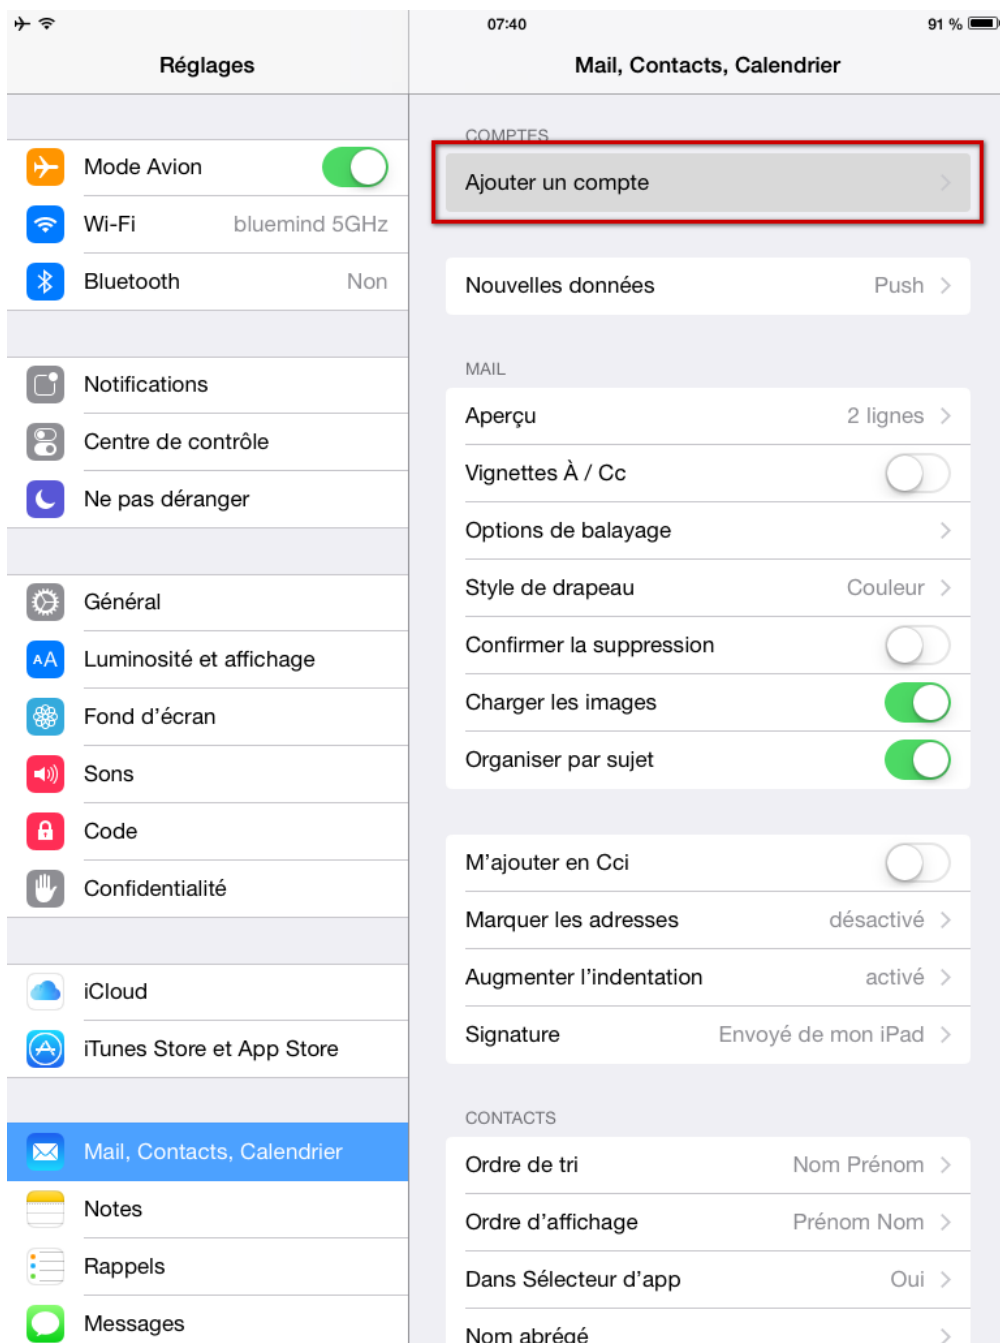 07:40
91 %
Réglages
Mode Avion
Wi-Fi bluemind 5GHz
Bluetooth Non
Notifications
Centre de contrôle
Ne pas déranger
Général
AA Luminosité et affichage
Fond d'écran
Sons
Code
Confidentialité
iCloud
iTunes Store et App Store
Mail, Contacts, Calendrier
Notes
Rappels
Messages
Mail, Contacts, Calendrier
COMPTES
Ajouter un compte
Nouvelles données Push
MAIL
Aperçu 2 lignes
Vignettes À / Cc
Options de balayage
Style de drapeau Couleur
Confirmer la suppression
Charger les images
Organiser par sujet
M'ajouter en Cci
Marquer les adresses désactivé
Augmenter l'indentation activé
Signature Envoyé de mon iPad
CONTACTS
Ordre de tri Nom Prénom
Ordre d'affichage Prénom Nom
Dans Sélecteur d'app Oui
Nom abrégé